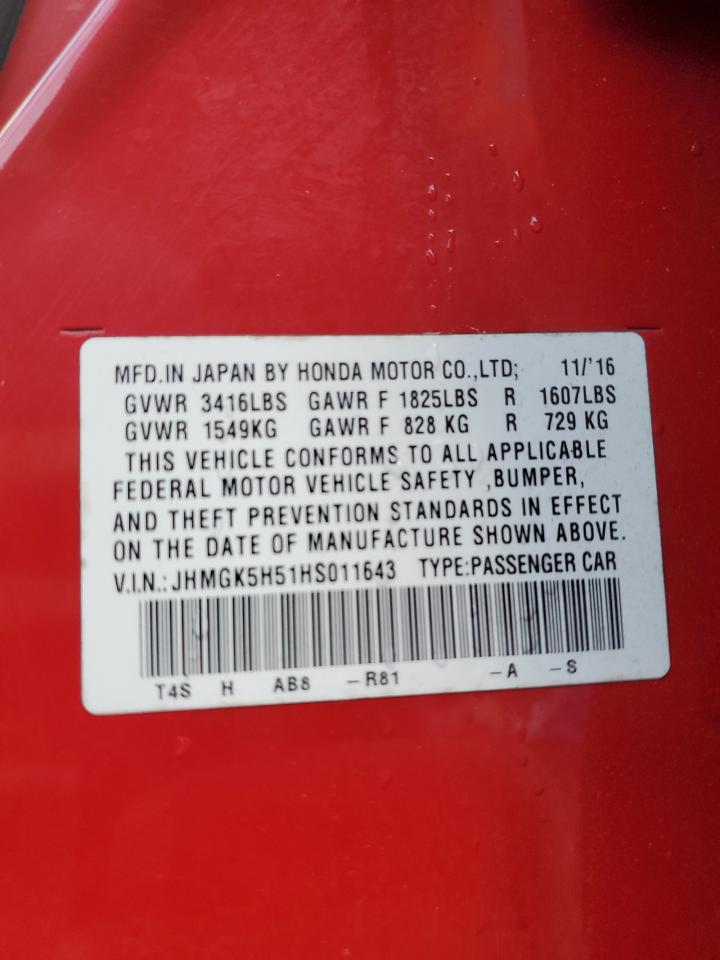 MFD.IN JAPAN BY HONDA MOTOR CO.,LTD; 11/'16
GVWR 3416LBS GAWR F 1825LBS R 1607LBS
GVWR 1549KG GAWR F 828 KG R 729 KG
THIS VEHICLE CONFORMS TO ALL APPLICABLE
FEDERAL MOTOR VEHICLE SAFETY ,BUMPER,
AND THEFT PREVENTION STANDARDS IN EFFECT
ON THE DATE OF MANUFACTURE SHOWN ABOVE.
V.I.N.: JHMGK5H51HS011643 TYPE:PASSENGER CAR
T4S H AB8 -R81 -A -S